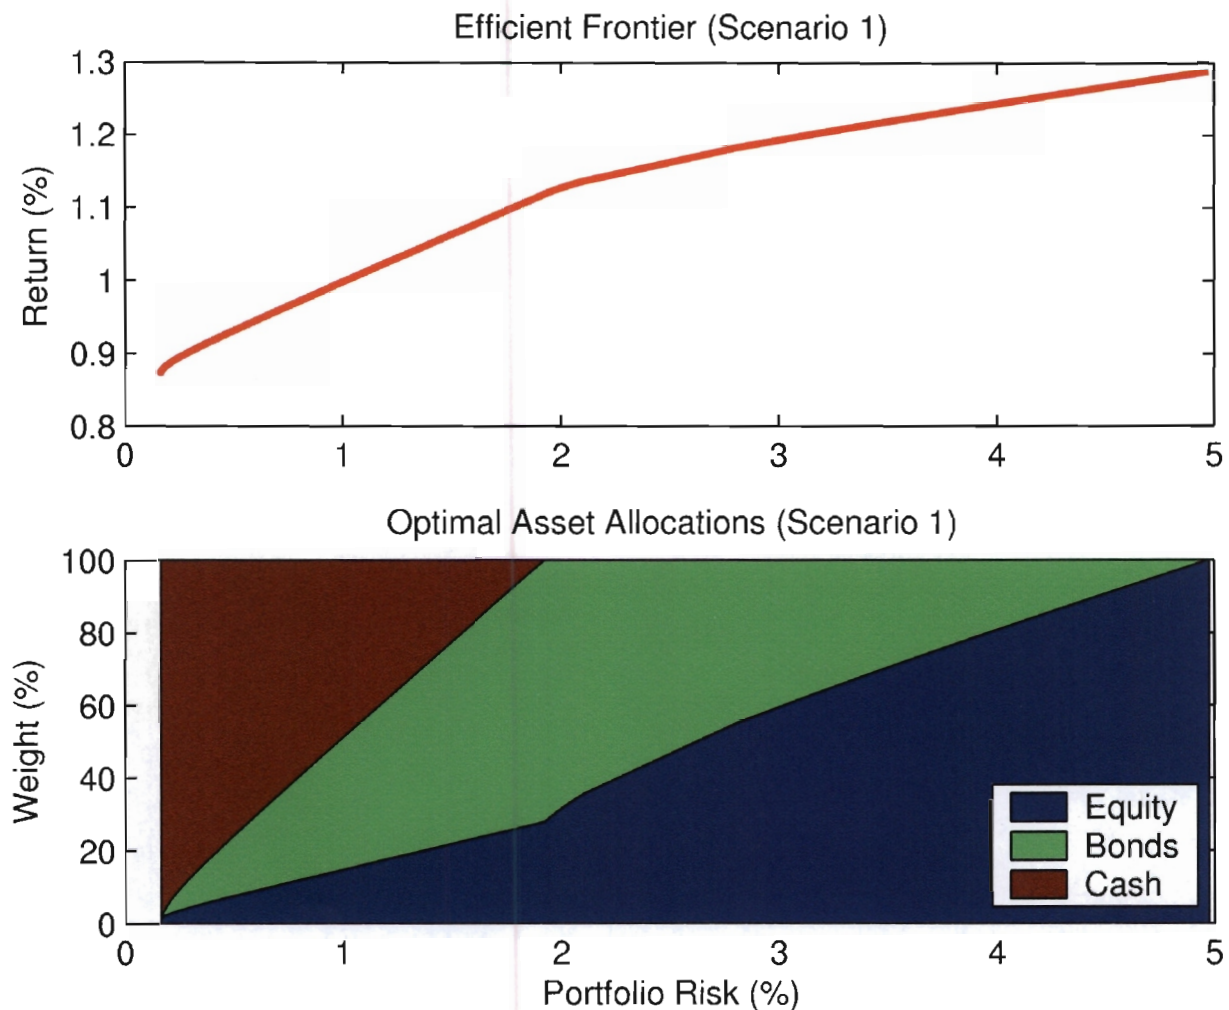 Efficient Frontier (Scenario 1)
1.3
1.2
1.1
1
0.9
0.8
Return (%)
0 1 2 3 4 5
Optimal Asset Allocations (Scenario 1)
100
80
60
40
20
0
Weight (%)
Equity
Bonds
Cash
0 1 2 3 4 5
Portfolio Risk (%)